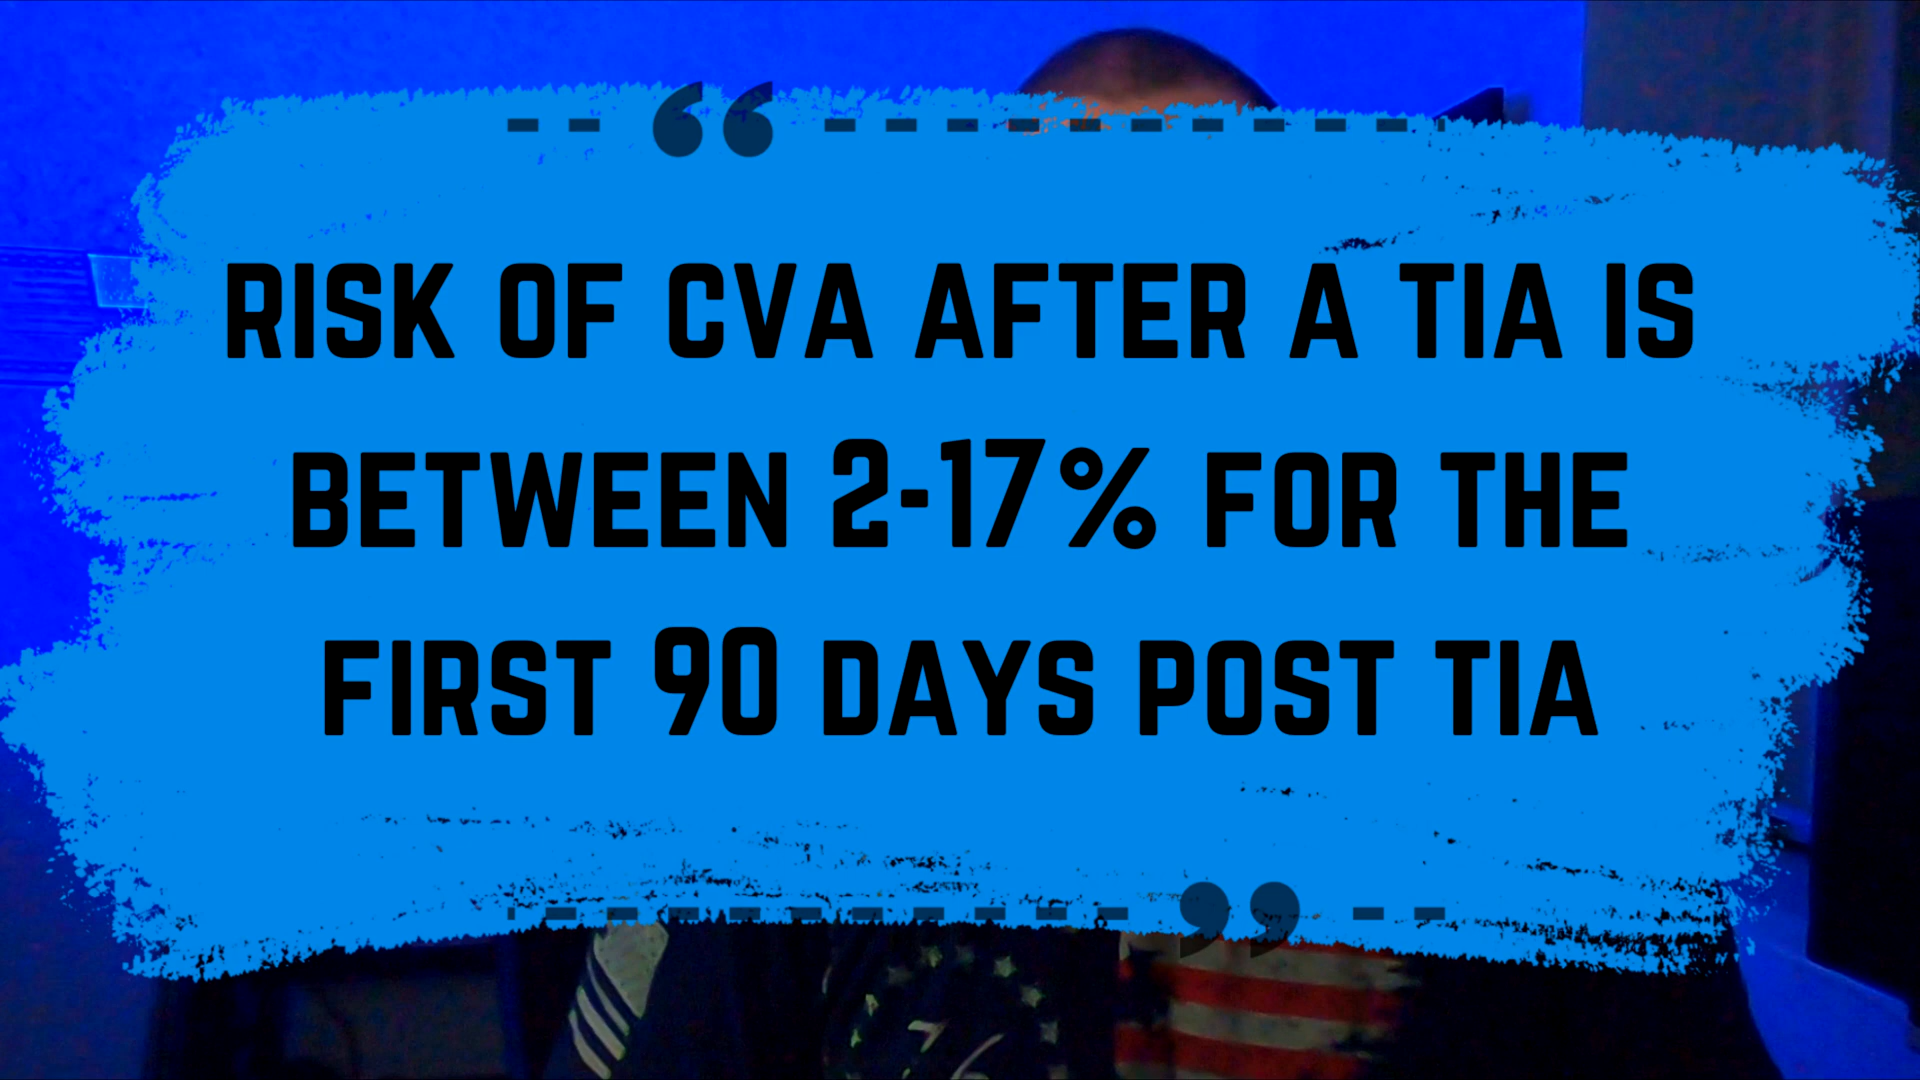 RISK OF CVA AFTER A TIA IS
BETWEEN 2-17% FOR THE
FIRST 90 DAYS POST TIA